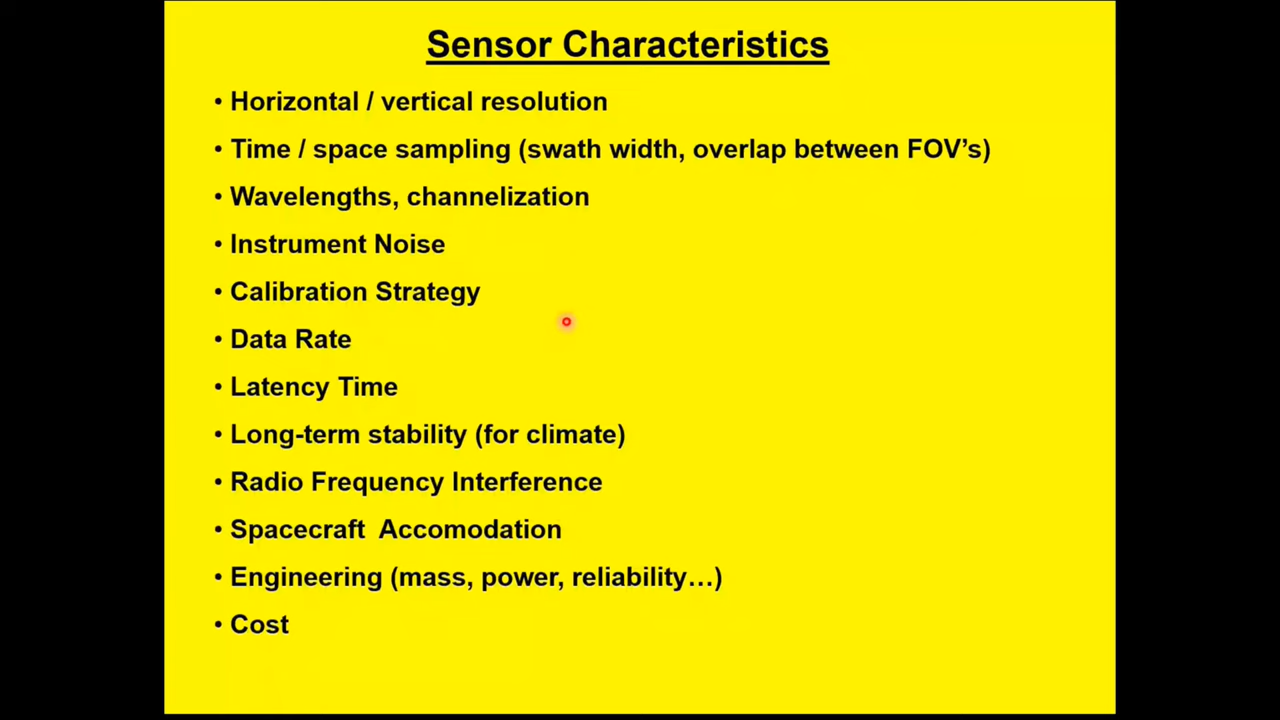 Sensor Characteristics
• Horizontal / vertical resolution
• Time / space sampling (swath width, overlap between FOV’s)
• Wavelengths, channelization
• Instrument Noise
• Calibration Strategy
• Data Rate
• Latency Time
• Long-term stability (for climate)
• Radio Frequency Interference
• Spacecraft  Accomodation
• Engineering (mass, power, reliability…)
• Cost